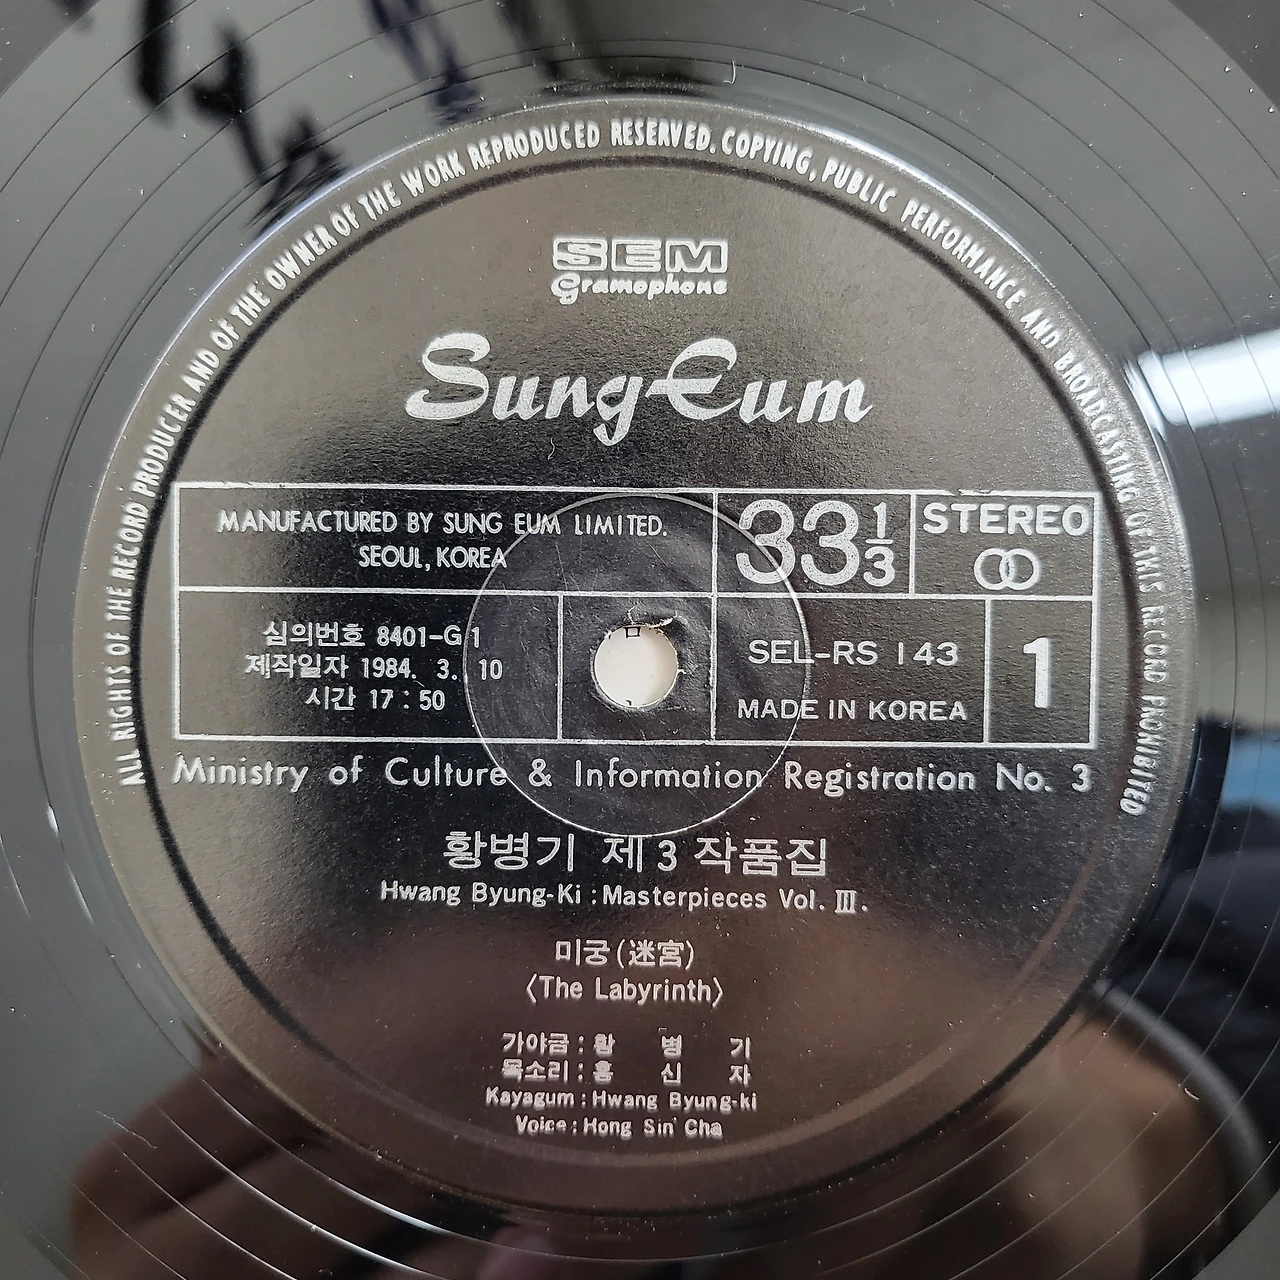 ALL RIGHTS OF THE RECORD PRODUCER AND OF THE OWNER OF THE WORK REPRODUCED RESERVED. COPYING, PUBLIC PERFORMANCE AND BROADCASTING OF THIS RECORD PROHIBITED
SEM
Gramophone
Sung Eum
MANUFACTURED BY SUNG EUM LIMITED.
SEOUL, KOREA
33 1/3
STEREO
심의번호 8401-G1
제작일자 1984. 3. 10
시간 17 : 50
SEL-RS 143
MADE IN KOREA
1
Ministry of Culture & Information Registration No. 3
황병기 제3 작품집
Hwang Byung-Ki : Masterpieces Vol. Ⅲ.
미궁(迷宮)
〈The Labyrinth〉
가야금 : 황 병 기
목소리 : 홍 신 자
Kayagum : Hwang Byung-ki
Voice : Hong Sin' Cha